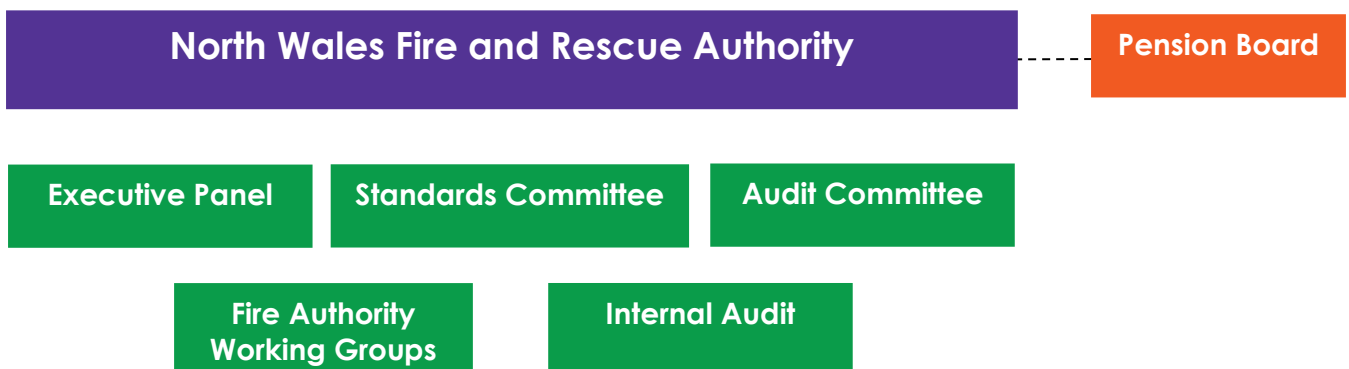 North Wales Fire and Rescue Authority
Pension Board
Executive Panel
Standards Committee
Audit Committee
Fire Authority
Working Groups
Internal Audit